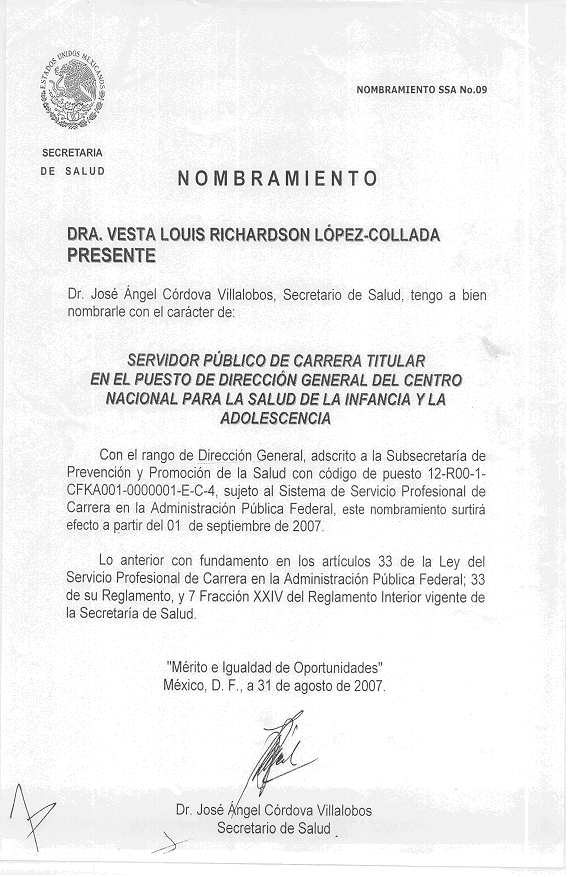 ESTADOS UNIDOS MEXICANOS
NOMBRAMIENTO SSA No.09
SECRETARIA
DE SALUD
NOMBRAMIENTO
DRA. VESTA LOUIS RICHARDSON LÓPEZ-COLLADA
PRESENTE
Dr. José Ángel Córdova Villalobos, Secretario de Salud, tengo a bien
nombrarle con el carácter de:
SERVIDOR PÚBLICO DE CARRERA TITULAR
EN EL PUESTO DE DIRECCIÓN GENERAL DEL CENTRO
NACIONAL PARA LA SALUD DE LA INFANCIA Y LA
ADOLESCENCIA
Con el rango de Dirección General, adscrito a la Subsecretaría de
Prevención y Promoción de la Salud con código de puesto 12-R00-1-
CFKA001-0000001-E-C-4, sujeto al Sistema de Servicio Profesional de
Carrera en la Administración Pública Federal, este nombramiento surtirá
efecto a partir del 01 de septiembre de 2007.
Lo anterior con fundamento en los artículos 33 de la Ley del
Servicio Profesional de Carrera en la Administración Pública Federal; 33
de su Reglamento, y 7 Fracción XXIV del Reglamento Interior vigente de
la Secretaría de Salud.
"Mérito e Igualdad de Oportunidades"
México, D. F., a 31 de agosto de 2007.
Dr. José Ángel Córdova Villalobos
Secretario de Salud